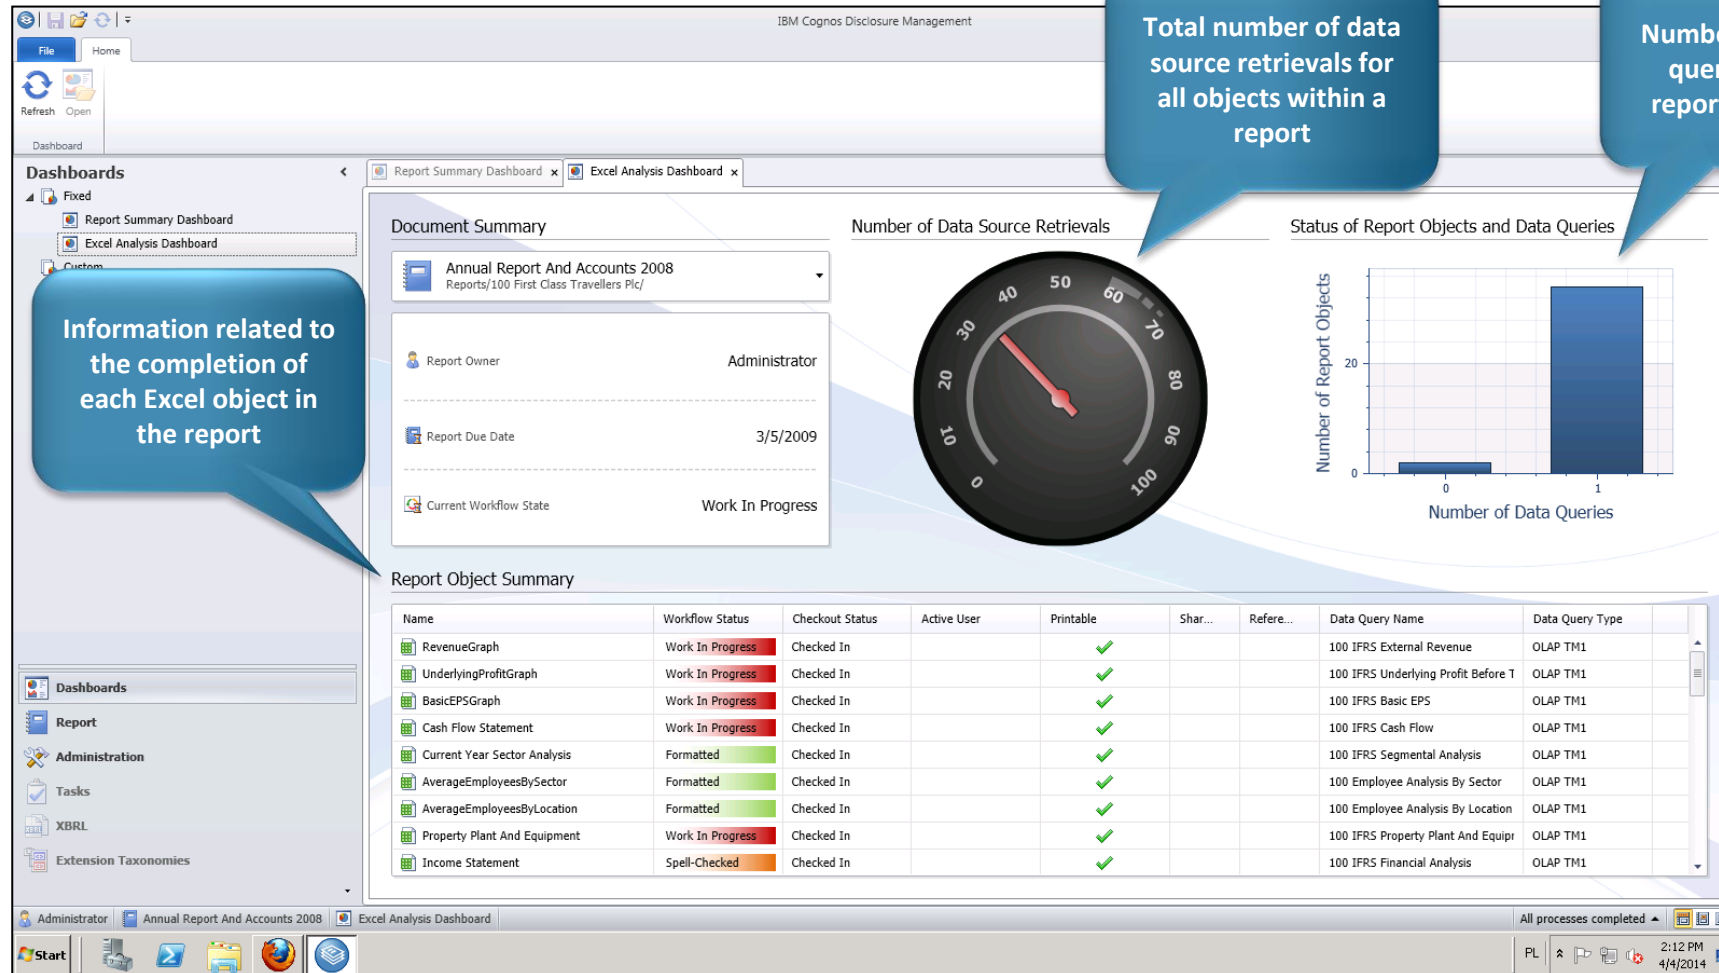 IBM Cognos Disclosure Management
File
Home
Refresh
Open
Dashboard
Total number of data
source retrievals for
all objects within a
report
Dashboards
Fixed
Report Summary Dashboard
Excel Analysis Dashboard
Custom
Information related to
the completion of
each Excel object in
the report
Dashboards
Report
Administration
Tasks
XBRL
Extension Taxonomies
Report Summary Dashboard
Excel Analysis Dashboard
Document Summary
Annual Report And Accounts 2008
Reports/100 First Class Travellers Plc/
Report Owner Administrator
Report Due Date 3/5/2009
Current Workflow State Work In Progress
Number of Data Source Retrievals
0 10 20 30 40 50 60 70 80 90 100
Status of Report Objects and Data Queries
Number of Report Objects
20
0
0 1
Number of Data Queries
Report Object Summary
Name Workflow Status Checkout Status Active User Printable Shar... Refere... Data Query Name Data Query Type
RevenueGraph Work In Progress Checked In 100 IFRS External Revenue OLAP TM1
UnderlyingProfitGraph Work In Progress Checked In 100 IFRS Underlying Profit Before T OLAP TM1
BasicEPSGraph Work In Progress Checked In 100 IFRS Basic EPS OLAP TM1
Cash Flow Statement Work In Progress Checked In 100 IFRS Cash Flow OLAP TM1
Current Year Sector Analysis Formatted Checked In 100 IFRS Segmental Analysis OLAP TM1
AverageEmployeesBySector Formatted Checked In 100 Employee Analysis By Sector OLAP TM1
AverageEmployeesByLocation Formatted Checked In 100 Employee Analysis By Location OLAP TM1
Property Plant And Equipment Work In Progress Checked In 100 IFRS Property Plant And OLAP TM1
Income Statement Spell-Checked Checked In 100 IFRS Financial Analysis OLAP TM1
Administrator Annual Report And Accounts 2008 Excel Analysis Dashboard All processes completed
Start PL 2:12 PM
4/4/2014